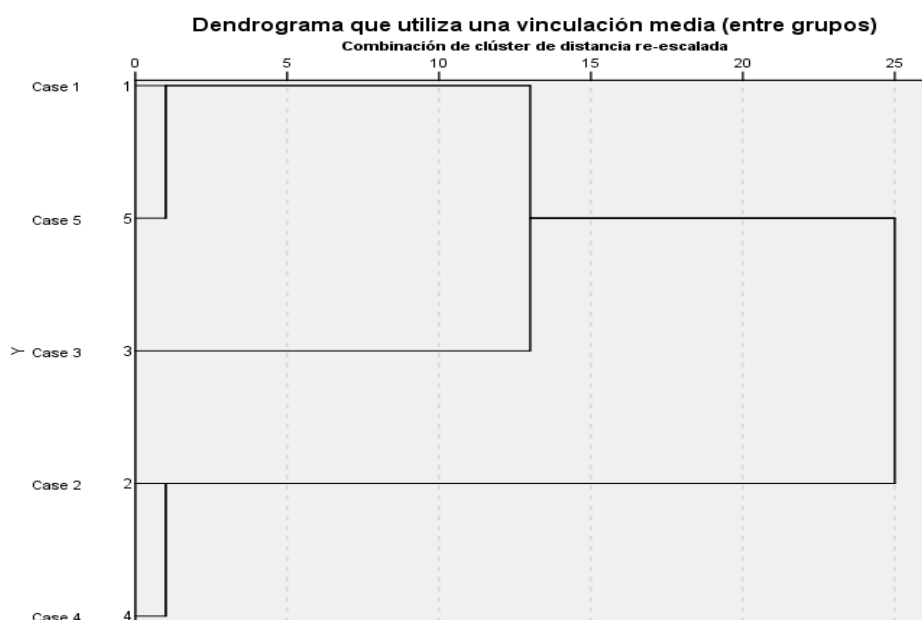 Dendrograma que utiliza una vinculación media (entre grupos)
Combinación de clúster de distancia re-escalada
0 5 10 15 20 25
Case 1 1
Case 5 5
Y
Case 3 3
Case 2 2
Case 4 4